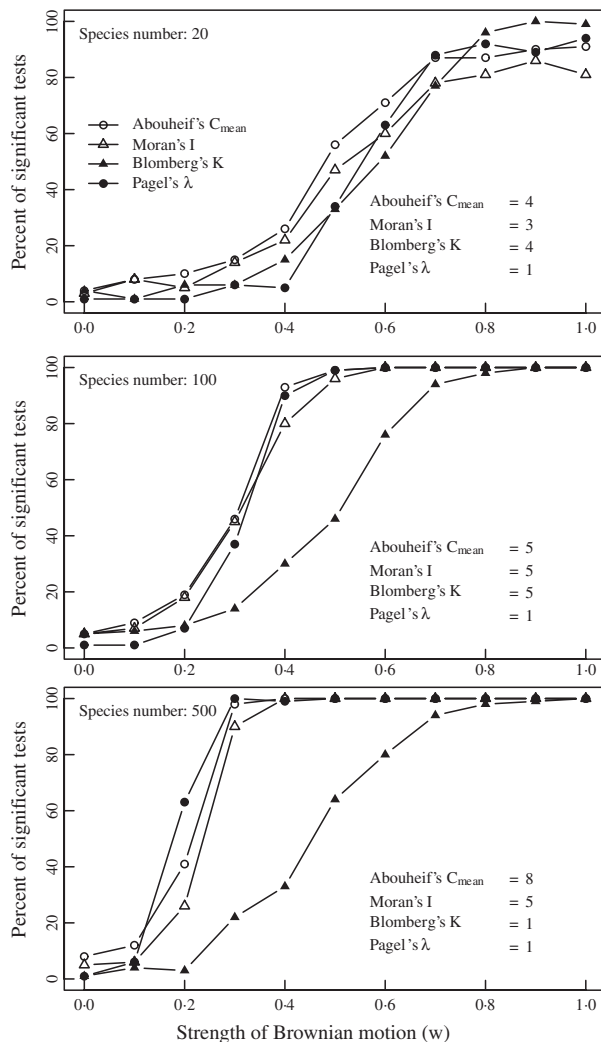 Species number: 20
Abouheif's Cmean
Moran's I
Blomberg's K
Pagel's λ
Abouheif's Cmean = 4
Moran's I = 3
Blomberg's K = 4
Pagel's λ = 1
Percent of significant tests
0 20 40 60 80 100
0·0 0·2 0·4 0·6 0·8 1·0
Species number: 100
Abouheif's Cmean = 5
Moran's I = 5
Blomberg's K = 5
Pagel's λ = 1
Percent of significant tests
0 20 40 60 80 100
0·0 0·2 0·4 0·6 0·8 1·0
Species number: 500
Abouheif's Cmean = 8
Moran's I = 5
Blomberg's K = 1
Pagel's λ = 1
Percent of significant tests
0 20 40 60 80 100
0·0 0·2 0·4 0·6 0·8 1·0
Strength of Brownian motion (w)